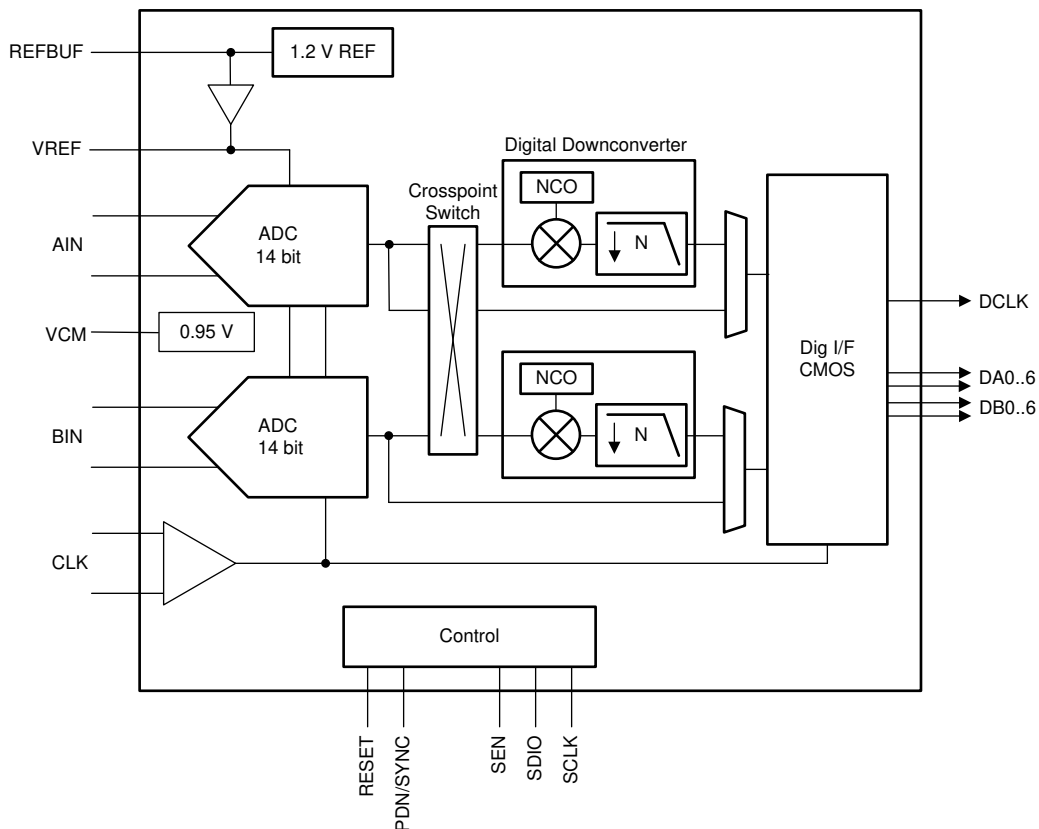 REFBUF
1.2 V REF
VREF
Digital Downconverter
NCO
Crosspoint
Switch
N
AIN
ADC
14 bit
DCLK
VCM
0.95 V
Dig I/F
CMOS
NCO
DA0..6
DB0..6
BIN
ADC
14 bit
N
CLK
Control
RESET
PDN/SYNC
SEN
SDIO
SCLK